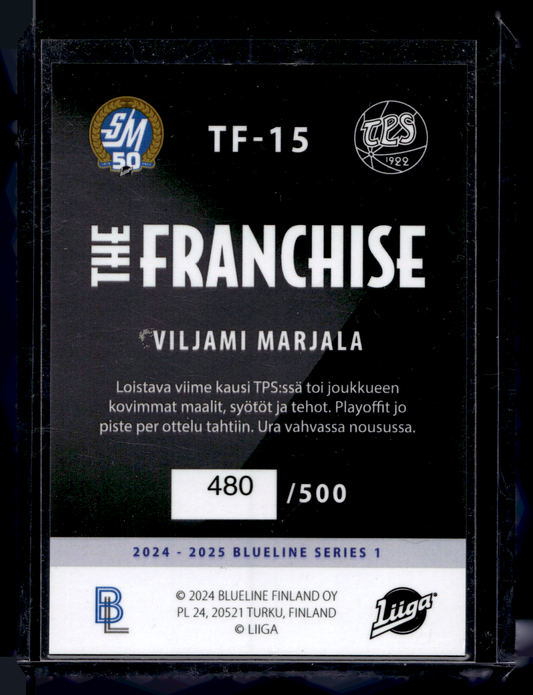 SM
50
TF-15
TPS
1922
THE FRANCHISE
VILJAMI MARJALA
Loistava viime kausi TPS:ssä toi joukkueen
kovimmat maalit, syötöt ja tehot. Playoffit jo
piste per ottelu tahtiin. Ura vahvassa nousussa.
480 /500
2024 - 2025 BLUELINE SERIES 1
BL
© 2024 BLUELINE FINLAND OY
PL 24, 20521 TURKU, FINLAND
© LIIGA
Liiga